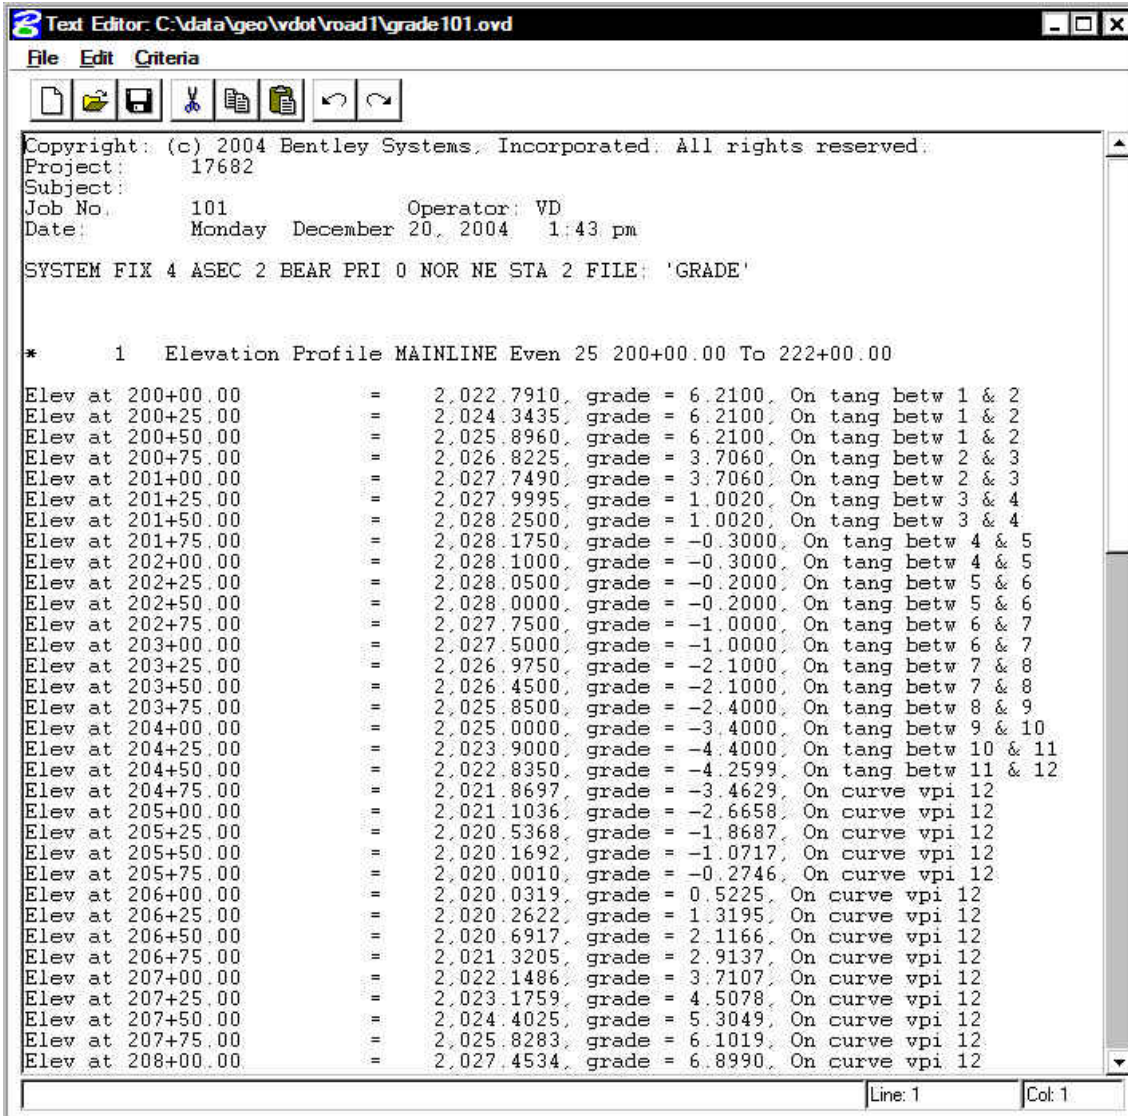 Text Editor: C:\data\geo\vdot\road1\grade101.ovd
File Edit Criteria
Copyright: (c) 2004 Bentley Systems, Incorporated. All rights reserved.
Project: 17682
Subject:
Job No. 101 Operator: VD
Date: Monday December 20, 2004 1:43 pm
SYSTEM FIX 4 ASEC 2 BEAR PRI 0 NOR NE STA 2 FILE: 'GRADE'
* 1 Elevation Profile MAINLINE Even 25 200+00.00 To 222+00.00
Elev at 200+00.00 = 2,022.7910, grade = 6.2100, On tang betw 1 & 2
Elev at 200+25.00 = 2,024.3435, grade = 6.2100, On tang betw 1 & 2
Elev at 200+50.00 = 2,025.8960, grade = 6.2100, On tang betw 1 & 2
Elev at 200+75.00 = 2,026.8225, grade = 3.7060, On tang betw 2 & 3
Elev at 201+00.00 = 2,027.7490, grade = 3.7060, On tang betw 2 & 3
Elev at 201+25.00 = 2,027.9995, grade = 1.0020, On tang betw 3 & 4
Elev at 201+50.00 = 2,028.2500, grade = 1.0020, On tang betw 3 & 4
Elev at 201+75.00 = 2,028.1750, grade = -0.3000, On tang betw 4 & 5
Elev at 202+00.00 = 2,028.1000, grade = -0.3000, On tang betw 4 & 5
Elev at 202+25.00 = 2,028.0500, grade = -0.2000, On tang betw 5 & 6
Elev at 202+50.00 = 2,028.0000, grade = -0.2000, On tang betw 5 & 6
Elev at 202+75.00 = 2,027.7500, grade = -1.0000, On tang betw 6 & 7
Elev at 203+00.00 = 2,027.5000, grade = -1.0000, On tang betw 6 & 7
Elev at 203+25.00 = 2,026.9750, grade = -2.1000, On tang betw 7 & 8
Elev at 203+50.00 = 2,026.4500, grade = -2.1000, On tang betw 7 & 8
Elev at 203+75.00 = 2,025.8500, grade = -2.4000, On tang betw 8 & 9
Elev at 204+00.00 = 2,025.0000, grade = -3.4000, On tang betw 9 & 10
Elev at 204+25.00 = 2,023.9000, grade = -4.4000, On tang betw 10 & 11
Elev at 204+50.00 = 2,022.8350, grade = -4.2599, On tang betw 11 & 12
Elev at 204+75.00 = 2,021.8697, grade = -3.4629, On curve vpi 12
Elev at 205+00.00 = 2,021.1036, grade = -2.6658, On curve vpi 12
Elev at 205+25.00 = 2,020.5368, grade = -1.8687, On curve vpi 12
Elev at 205+50.00 = 2,020.1692, grade = -1.0717, On curve vpi 12
Elev at 205+75.00 = 2,020.0010, grade = -0.2746, On curve vpi 12
Elev at 206+00.00 = 2,020.0319, grade = 0.5225, On curve vpi 12
Elev at 206+25.00 = 2,020.2622, grade = 1.3195, On curve vpi 12
Elev at 206+50.00 = 2,020.6917, grade = 2.1166, On curve vpi 12
Elev at 206+75.00 = 2,021.3205, grade = 2.9137, On curve vpi 12
Elev at 207+00.00 = 2,022.1486, grade = 3.7107, On curve vpi 12
Elev at 207+25.00 = 2,023.1759, grade = 4.5078, On curve vpi 12
Elev at 207+50.00 = 2,024.4025, grade = 5.3049, On curve vpi 12
Elev at 207+75.00 = 2,025.8283, grade = 6.1019, On curve vpi 12
Elev at 208+00.00 = 2,027.4534, grade = 6.8990, On curve vpi 12
Line: 1 Col: 1